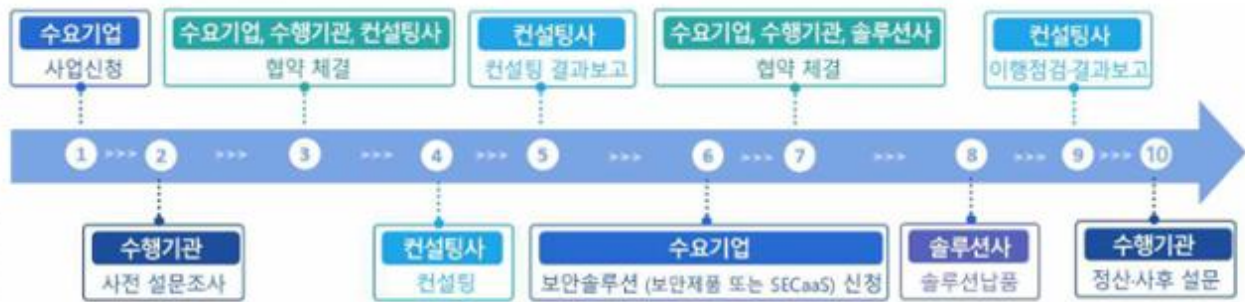 수요기업
사업신청
수요기업, 수행기관, 컨설팅사
협약 체결
컨설팅사
컨설팅 결과보고
수요기업, 수행기관, 솔루션사
협약 체결
컨설팅사
이행점검·결과보고
1 >>> 2 >>> 3 >>> 4 >>> 5 >>> 6 >>> 7 >>> 8 >>> 9 >>> 10
수행기관
사전 설문조사
컨설팅사
컨설팅
수요기업
보안솔루션 (보안제품 또는 SECaaS) 신청
솔루션사
솔루션납품
수행기관
정산·사후 설문